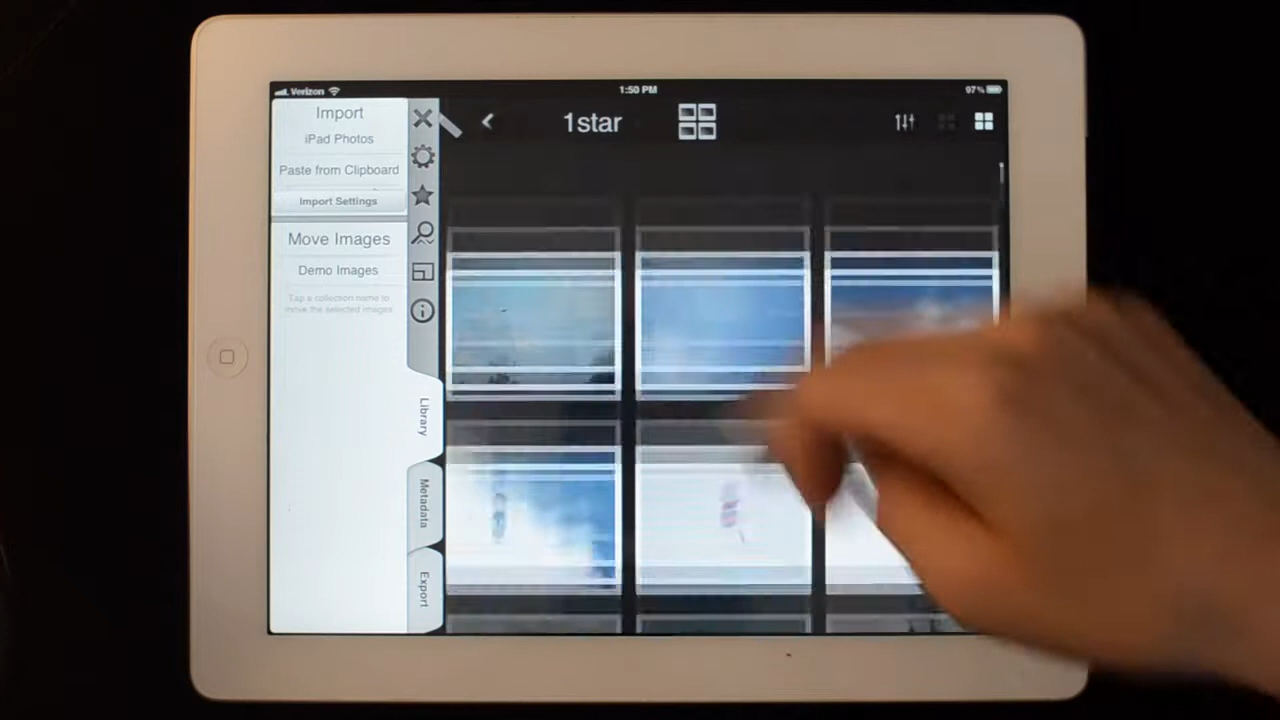 Verizon
1:50 PM
97%
Import
iPad Photos
Paste from Clipboard
Import Settings
Move Images
Demo Images
Tap a collection name to
move the selected images
1star
Library
Metadata
Export